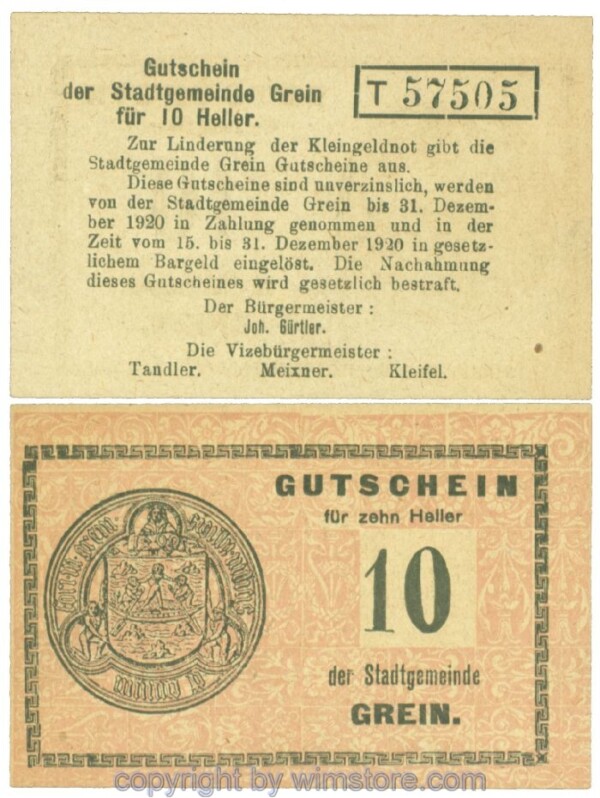 Gutschein
der Stadtgemeinde Grein
für 10 Heller.
T 57505
Zur Linderung der Kleingeldnot gibt die
Stadtgemeinde Grein Gutscheine aus.
Diese Gutscheine sind unverzinslich, werden
von der Stadtgemeinde Grein bis 31. Dezem-
ber 1920 in Zahlung genommen und in der
Zeit vom 15. bis 31. Dezember 1920 in gesetz-
lichem Bargeld eingelöst. Die Nachahmung
dieses Gutscheines wird gesetzlich bestraft.
Der Bürgermeister :
Joh. Gürtler.
Die Vizebürgermeister :
Tandler. Meixner. Kleifel.
GUTSCHEIN
für zehn Heller
10
der Stadtgemeinde
GREIN.
copyright by wimstore.com